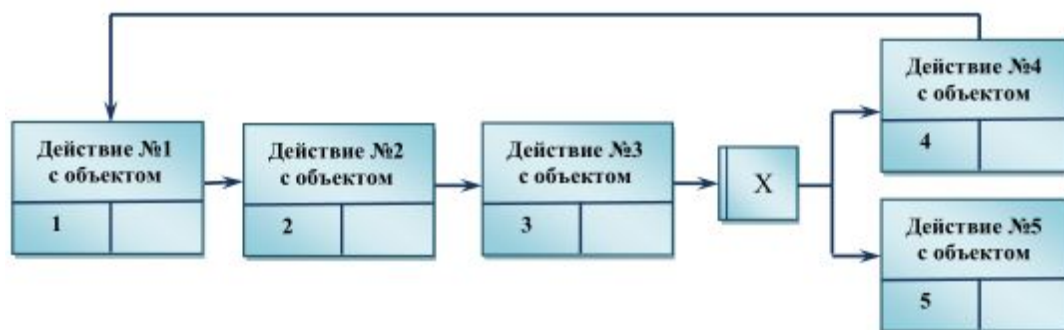 Действие №1
с объектом
1
Действие №2
с объектом
2
Действие №3
с объектом
3
X
Действие №4
с объектом
4
Действие №5
с объектом
5